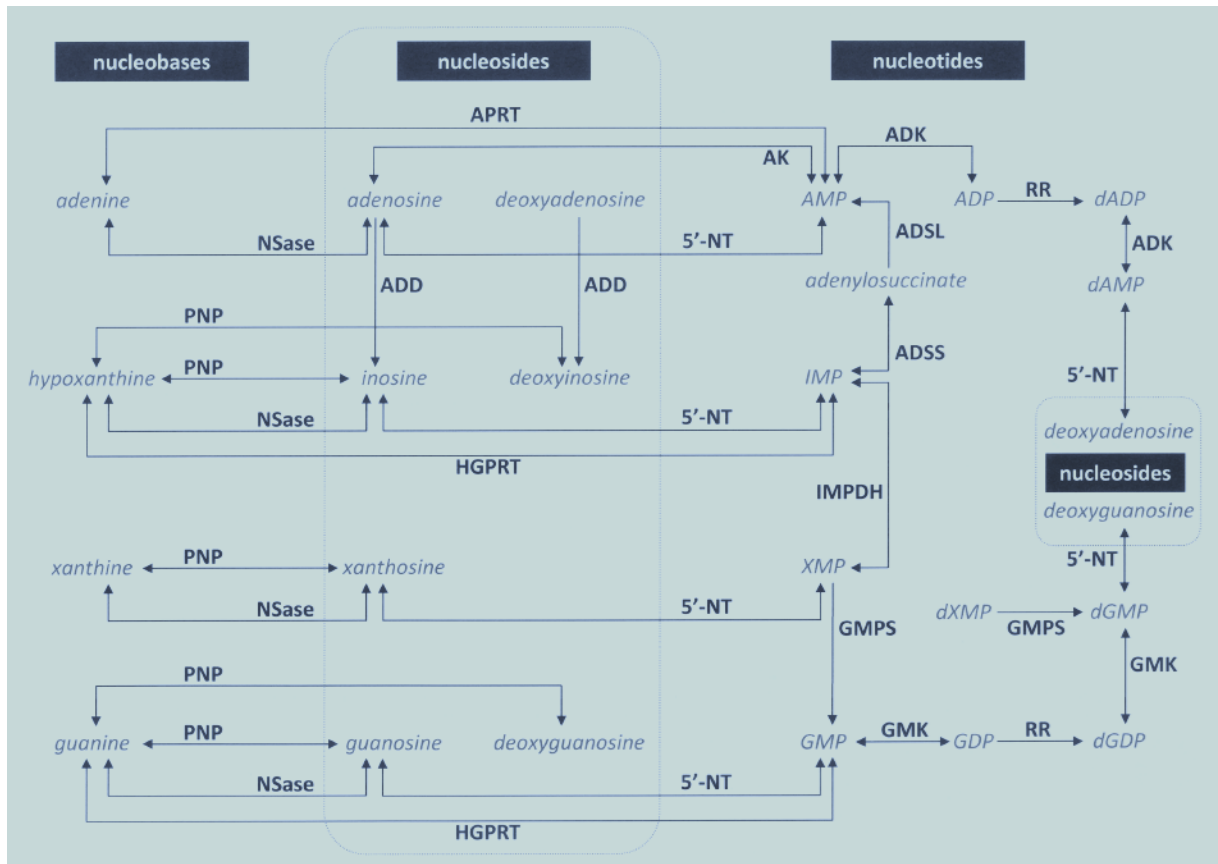 nucleobases
nucleosides
nucleotides
APRT
ADK
AK
adenine
adenosine
deoxyadenosine
AMP
ADP
RR
dADP
NSase
5’-NT
ADSL
ADK
ADD
ADD
adenylosuccinate
dAMP
PNP
ADSS
hypoxanthine
PNP
inosine
deoxyinosine
IMP
5’-NT
NSase
5’-NT
deoxyadenosine
HGPRT
nucleosides
IMPDH
deoxyguanosine
xanthine
PNP
xanthosine
XMP
5’-NT
NSase
5’-NT
GMPS
dXMP
GMPS
dGMP
PNP
GMK
guanine
PNP
guanosine
deoxyguanosine
GMP
GMK
GDP
RR
dGDP
NSase
5’-NT
HGPRT